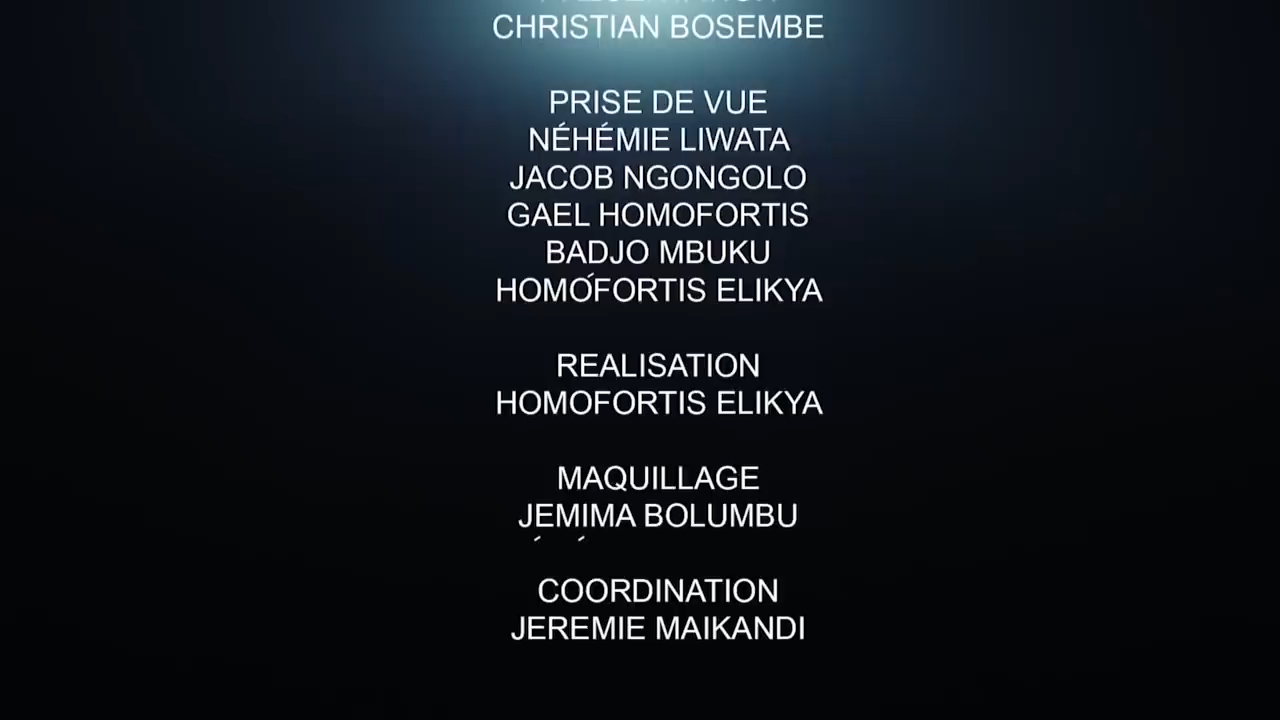 CHRISTIAN BOSEMBE
PRISE DE VUE
NÉHÉMIE LIWATA
JACOB NGONGOLO
GAEL HOMOFORTIS
BADJO MBUKU
HOMOFORTIS ELIKYA
REALISATION
HOMOFORTIS ELIKYA
MAQUILLAGE
JEMIMA BOLUMBU
COORDINATION
JEREMIE MAIKANDI